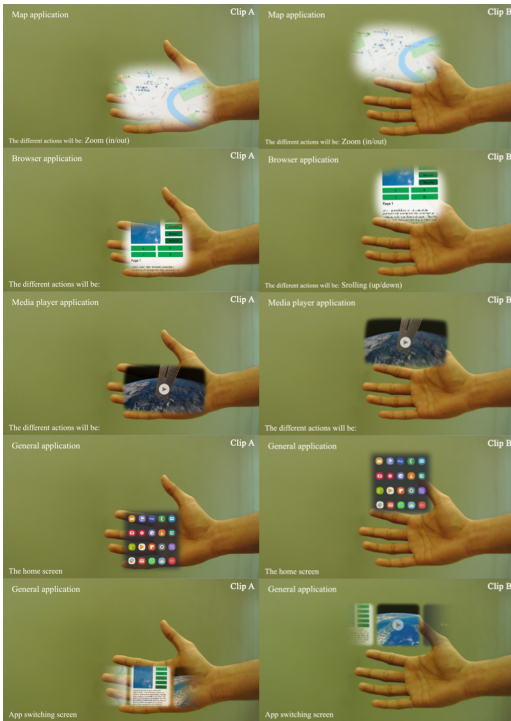 Map application
Clip A
The different actions will be: Zoom (in/out)
Map application
Clip B
The different actions will be: Zoom (in/out)
Browser application
Clip A
Page 1
The different actions will be:
Browser application
Clip B
Page 1
The different actions will be: Srolling (up/down)
Media player application
Clip A
The different actions will be:
Media player application
Clip B
The different actions will be:
General application
Clip A
The home screen
General application
Clip B
The home screen
General application
Clip A
App switching screen
General application
Clip B
App switching screen